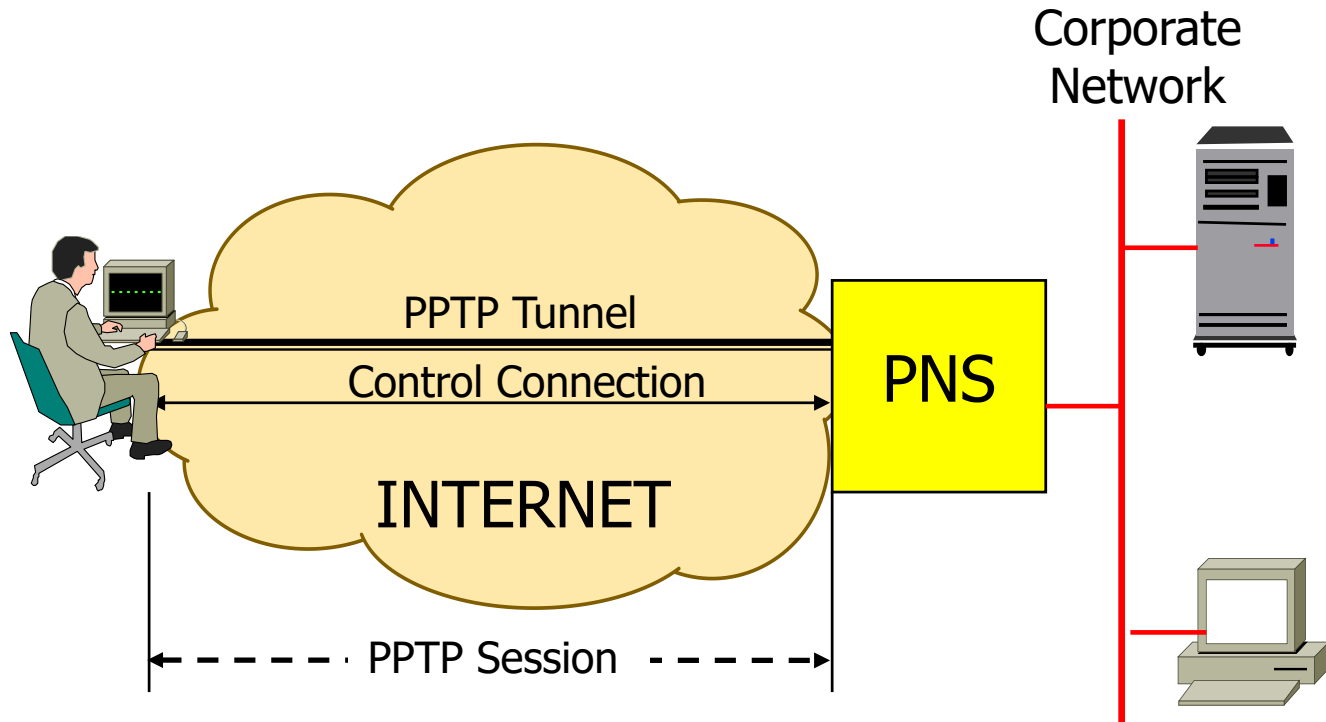 Corporate
Network
PPTP Tunnel
Control Connection
PNS
INTERNET
PPTP Session